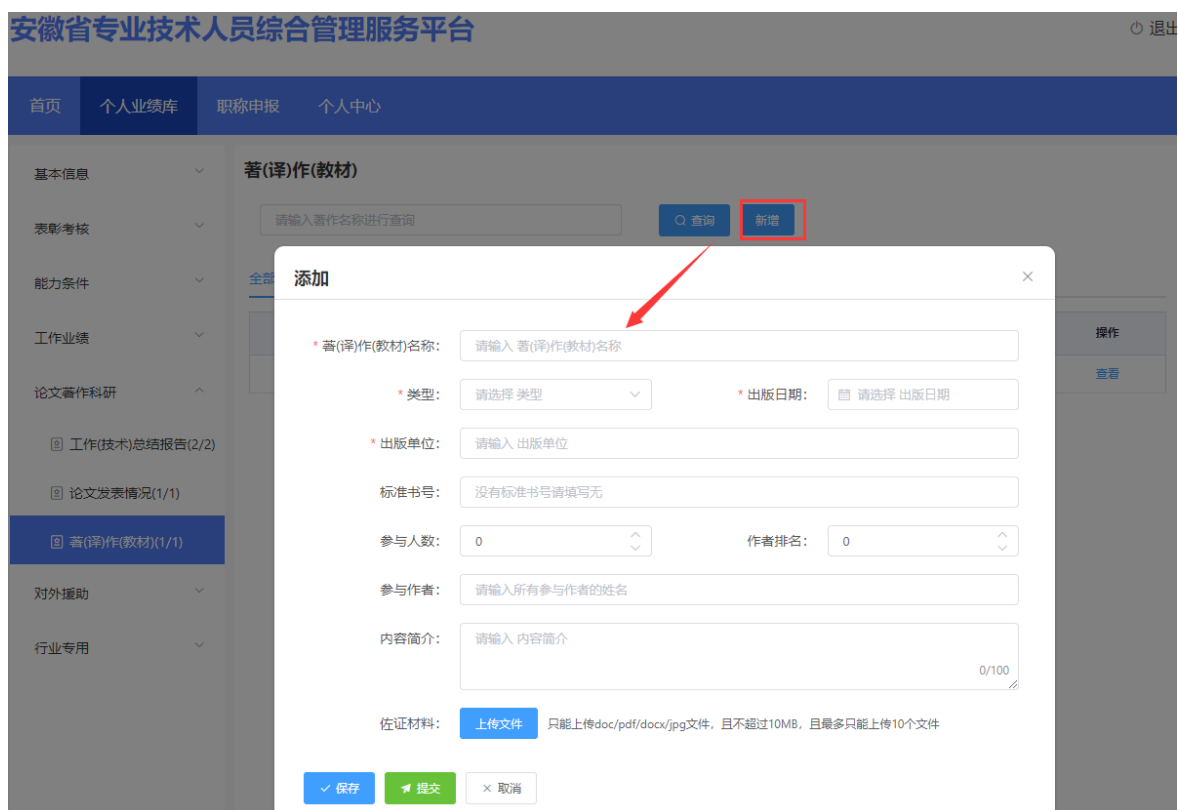 安徽省专业技术人员综合管理服务平台
退出
首页 个人业绩库 职称申报 个人中心
基本信息
表彰考核
能力条件
工作业绩
论文著作科研
工作(技术)总结报告(2/2)
论文发表情况(1/1)
著(译)作(教材)(1/1)
对外援助
行业专用
著(译)作(教材)
请输入著作名称进行查询 查询 新增
全部
操作
查看
添加
* 著(译)作(教材)名称: 请输入 著(译)作(教材)名称
* 类型: 请选择 类型 * 出版日期: 请选择 出版日期
* 出版单位: 请输入 出版单位
标准书号: 没有标准书号请填写无
参与人数: 0 作者排名: 0
参与作者: 请输入所有参与作者的姓名
内容简介: 请输入 内容简介
0/100
佐证材料: 上传文件 只能上传doc/pdf/docx/jpg文件，且不超过10MB，且最多只能上传10个文件
保存 提交 取消